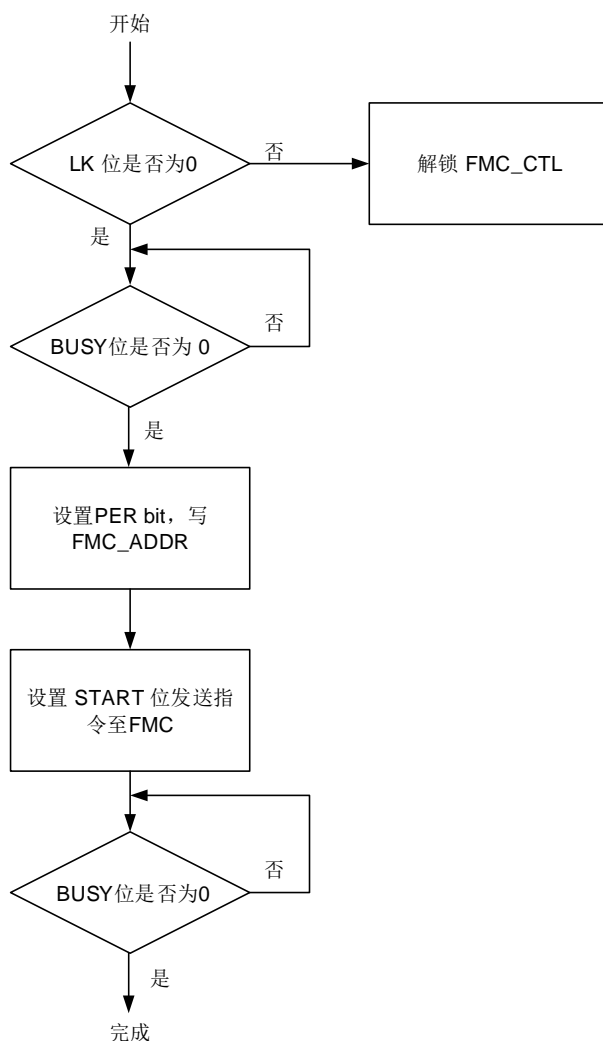 开始
LK 位是否为0
否
解锁 FMC_CTL
是
BUSY位是否为 0
否
是
设置PER bit，写
FMC_ADDR
设置 START 位发送指
令至FMC
BUSY位是否为0
否
是
完成